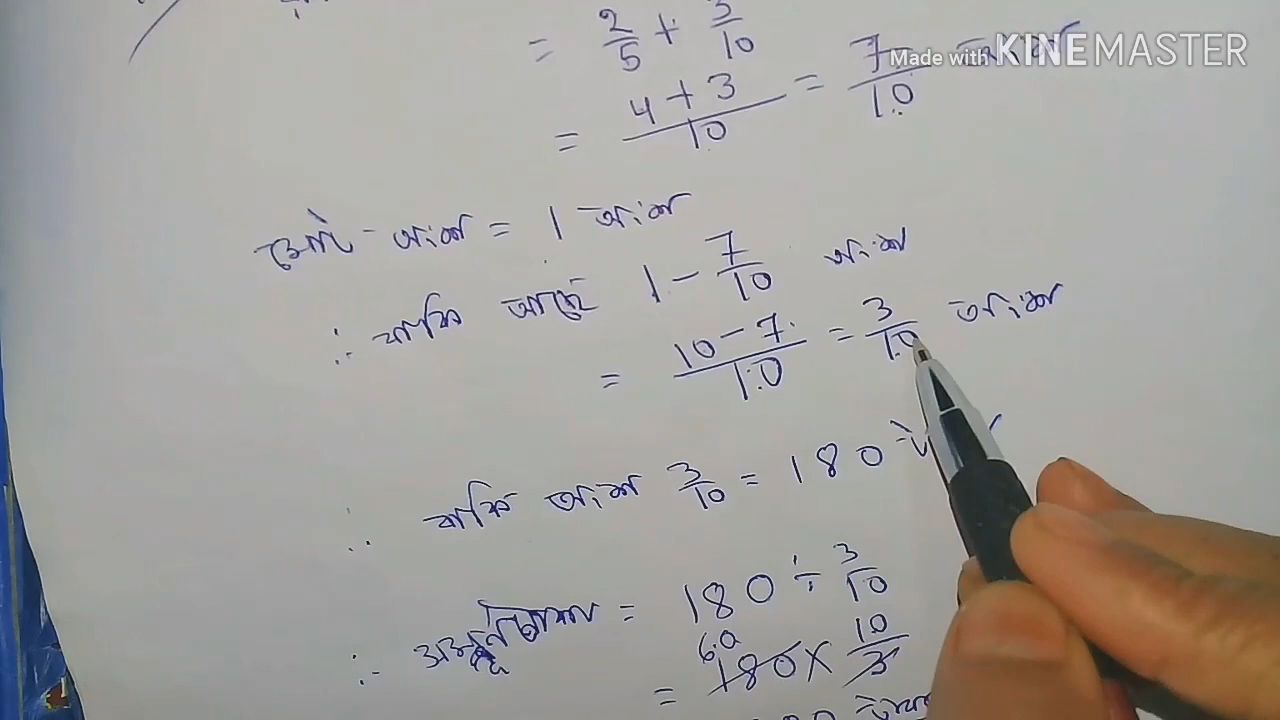 = 2/5 + 3/10
= 4+3/10 = 7/10 অংশ
Made with KINEMASTER
মোট অংশ = 1 অংশ
∴ বাকি আছে 1 - 7/10 অংশ
= 10-7/10 = 3/10 অংশ
∴ বাকি অংশ 3/10 = 180
∴ সম্পূর্ণ টাকা = 180 ÷ 3/10
= 180 × 10/3
60